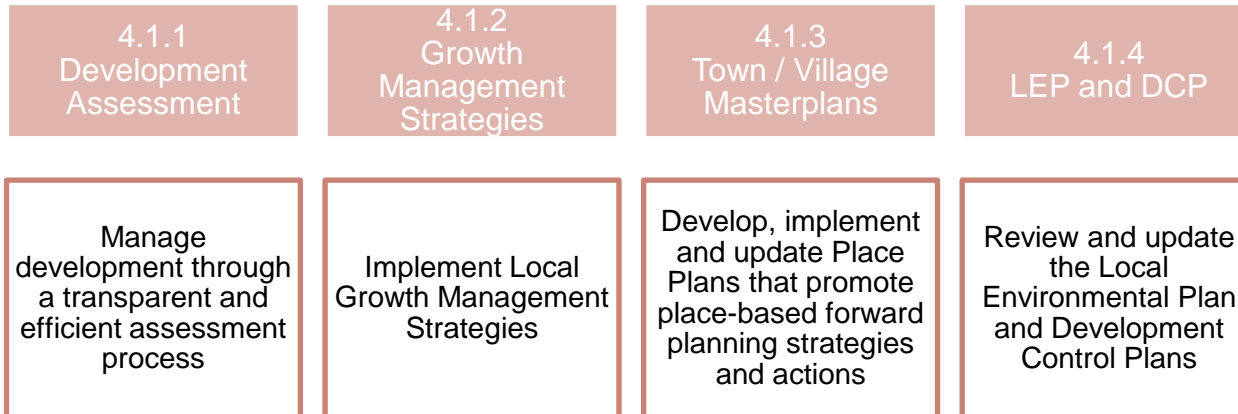 4.1.1
Development
Assessment
4.1.2
Growth
Management
Strategies
4.1.3
Town / Village
Masterplans
4.1.4
LEP and DCP
Manage
development through
a transparent and
efficient assessment
process
Implement Local
Growth Management
Strategies
Develop, implement
and update Place
Plans that promote
place-based forward
planning strategies
and actions
Review and update
the Local
Environmental Plan
and Development
Control Plans